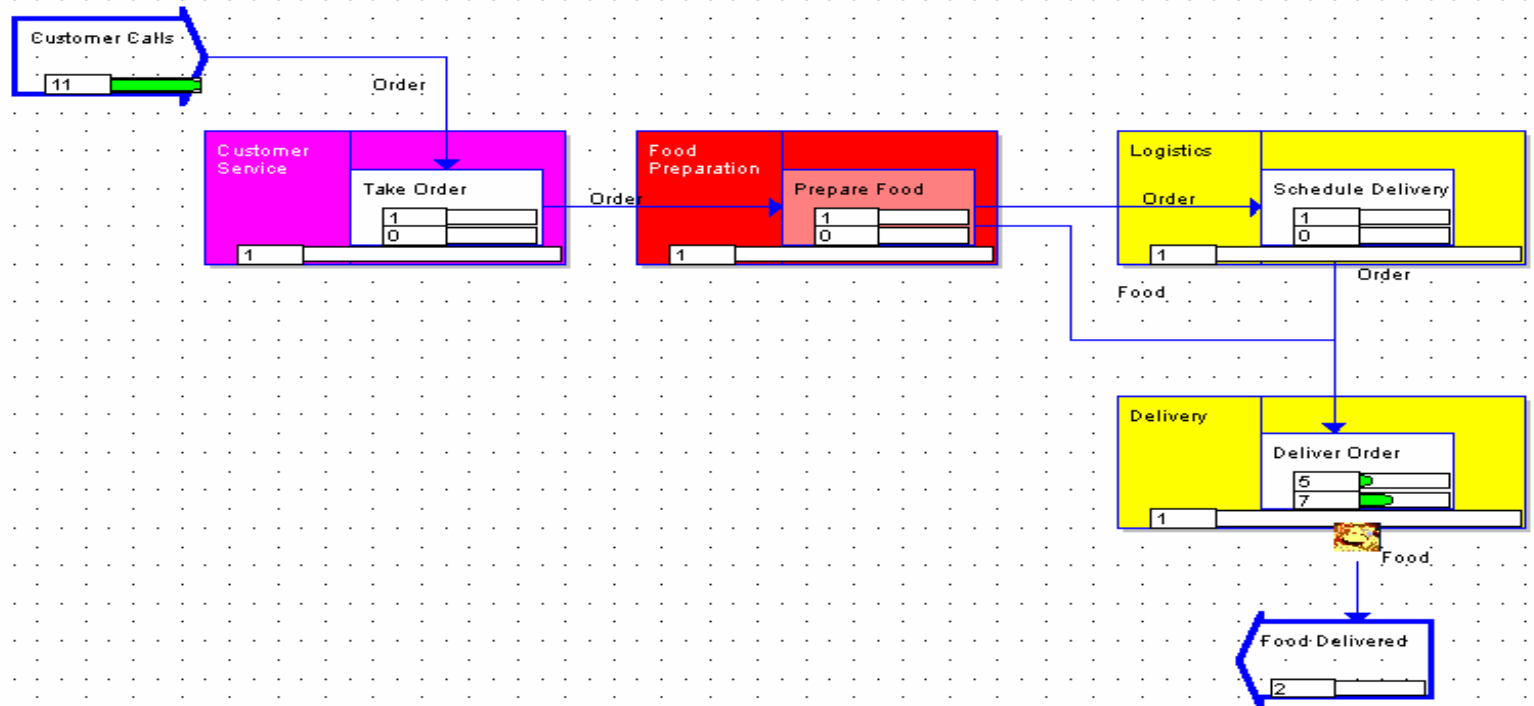 Customer Calls
11
Order
Customer
Service
Take Order
1
0
1
Order
Food
Preparation
Prepare Food
1
0
1
Logistics
Order
Schedule Delivery
1
0
1
Order
Food
Delivery
Deliver Order
5
7
1
Food
Food Delivered
2